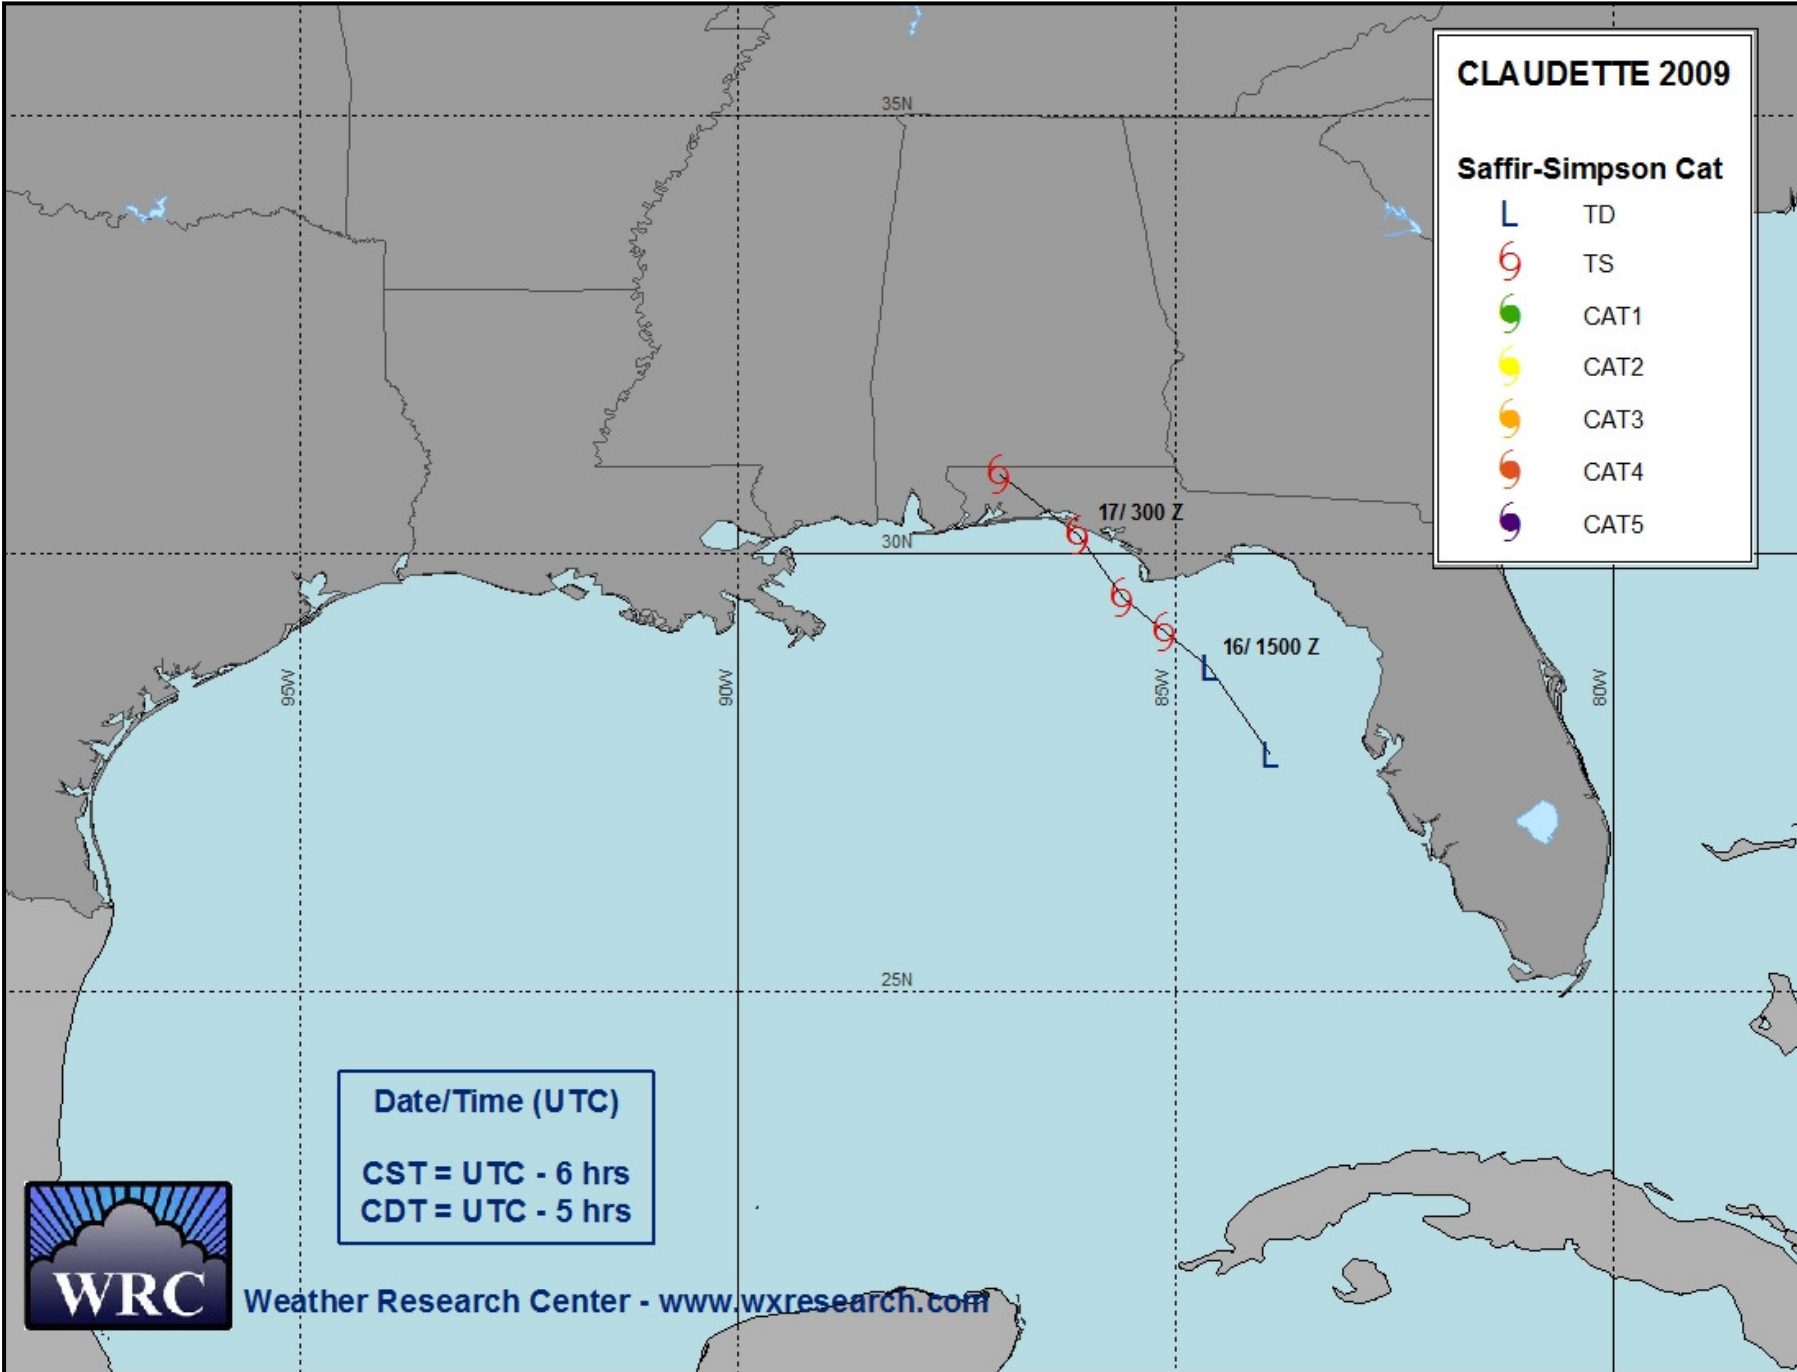 CLAUDETTE 2009
Saffir-Simpson Cat
L TD
TS
CAT1
CAT2
CAT3
CAT4
CAT5
35N
17/ 300 Z
30N
16/ 1500 Z
L
95W
90W
85W
80W
L
25N
Date/Time (UTC)
CST = UTC - 6 hrs
CDT = UTC - 5 hrs
WRC
Weather Research Center - www.wxresearch.com